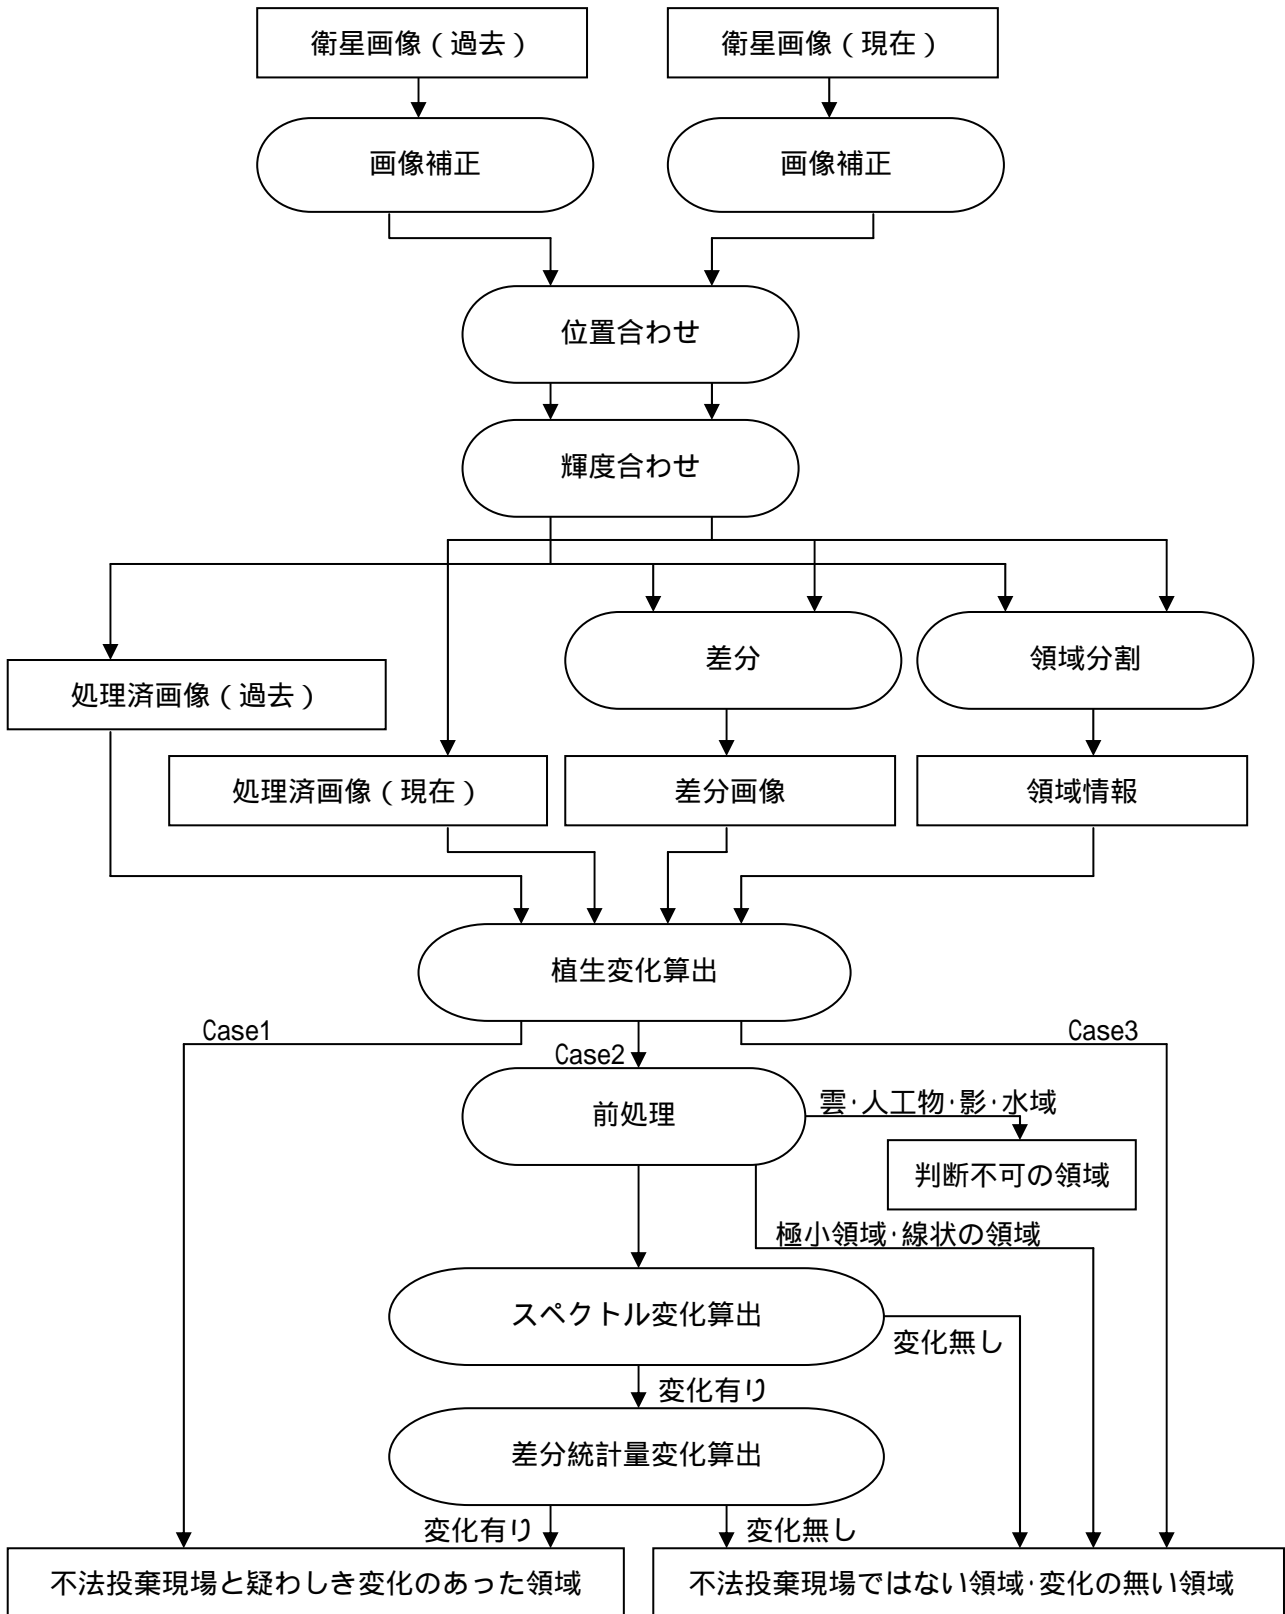 衛星画像（過去）
衛星画像（現在）
画像補正
画像補正
位置合わせ
輝度合わせ
差分
領域分割
処理済画像（過去）
処理済画像（現在）
差分画像
領域情報
植生変化算出
Case1
Case2
Case3
前処理
雲･人工物･影･水域
判断不可の領域
極小領域･線状の領域
スペクトル変化算出
変化無し
変化有り
差分統計量変化算出
変化有り
変化無し
不法投棄現場と疑わしき変化のあった領域
不法投棄現場ではない領域･変化の無い領域